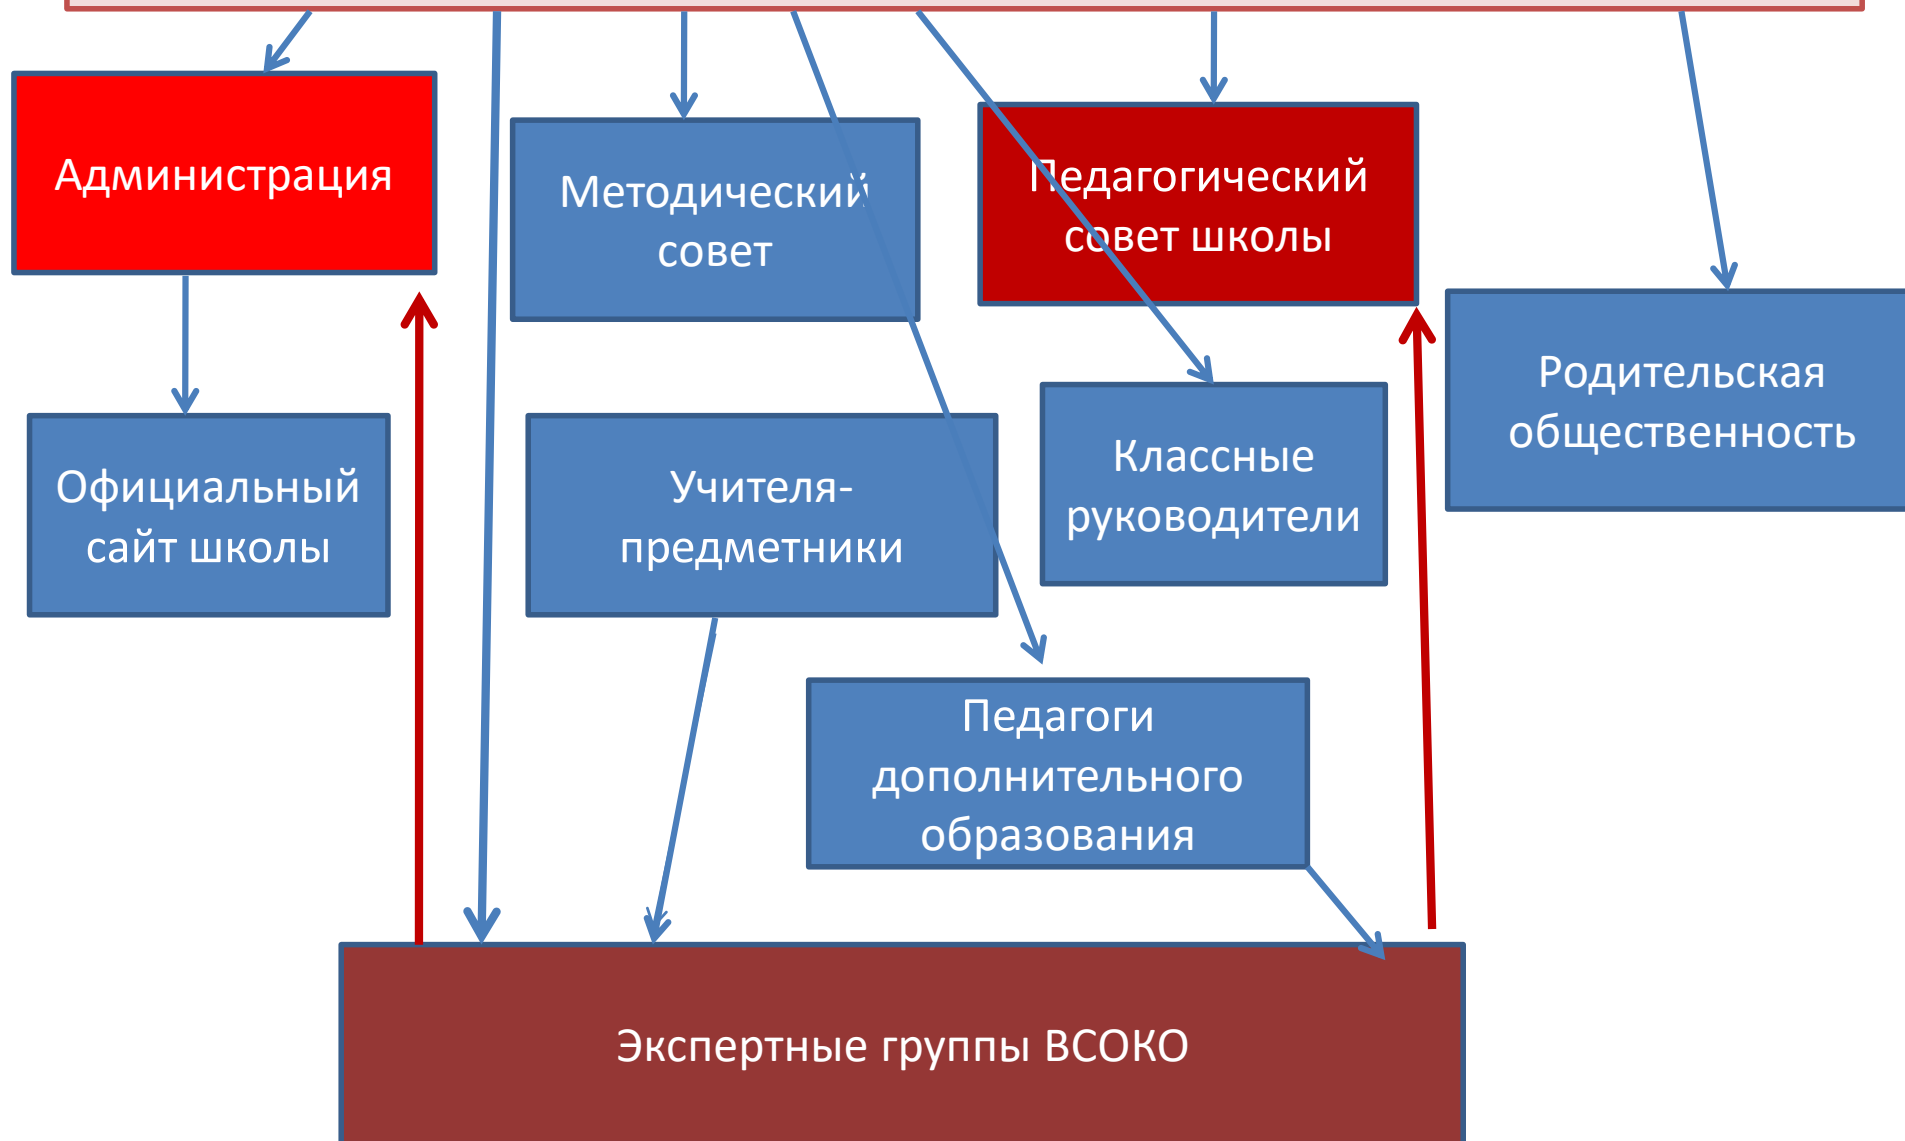 Администрация
Методический
совет
Педагогический
совет школы
Родительская
общественность
Официальный
сайт школы
Учителя-
предметники
Классные
руководители
Педагоги
дополнительного
образования
Экспертные группы ВСОКО